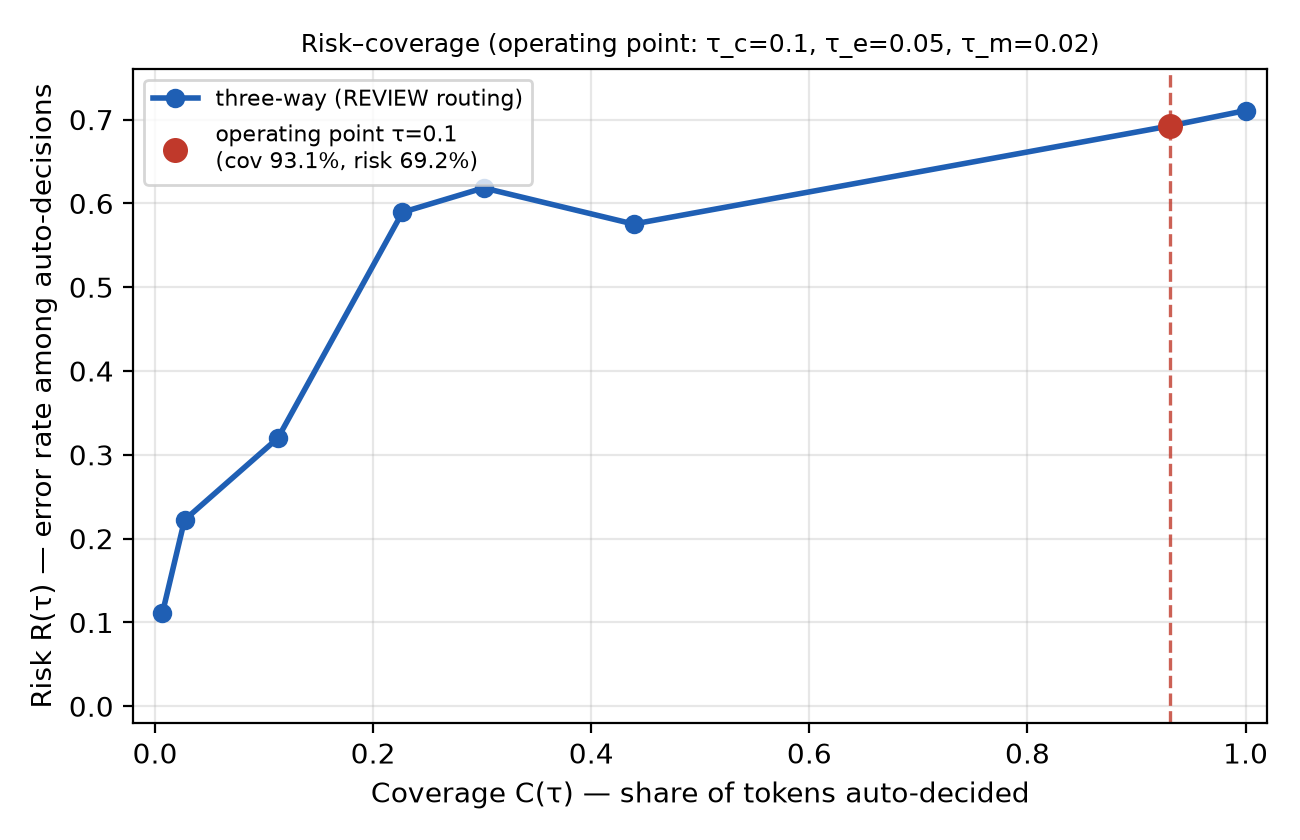 Risk–coverage (operating point: τ_c=0.1, τ_e=0.05, τ_m=0.02)
three-way (REVIEW routing)
operating point τ=0.1
(cov 93.1%, risk 69.2%)
Risk R(τ) — error rate among auto-decisions
0.7
0.6
0.5
0.4
0.3
0.2
0.1
0.0
0.0 0.2 0.4 0.6 0.8 1.0
Coverage C(τ) — share of tokens auto-decided